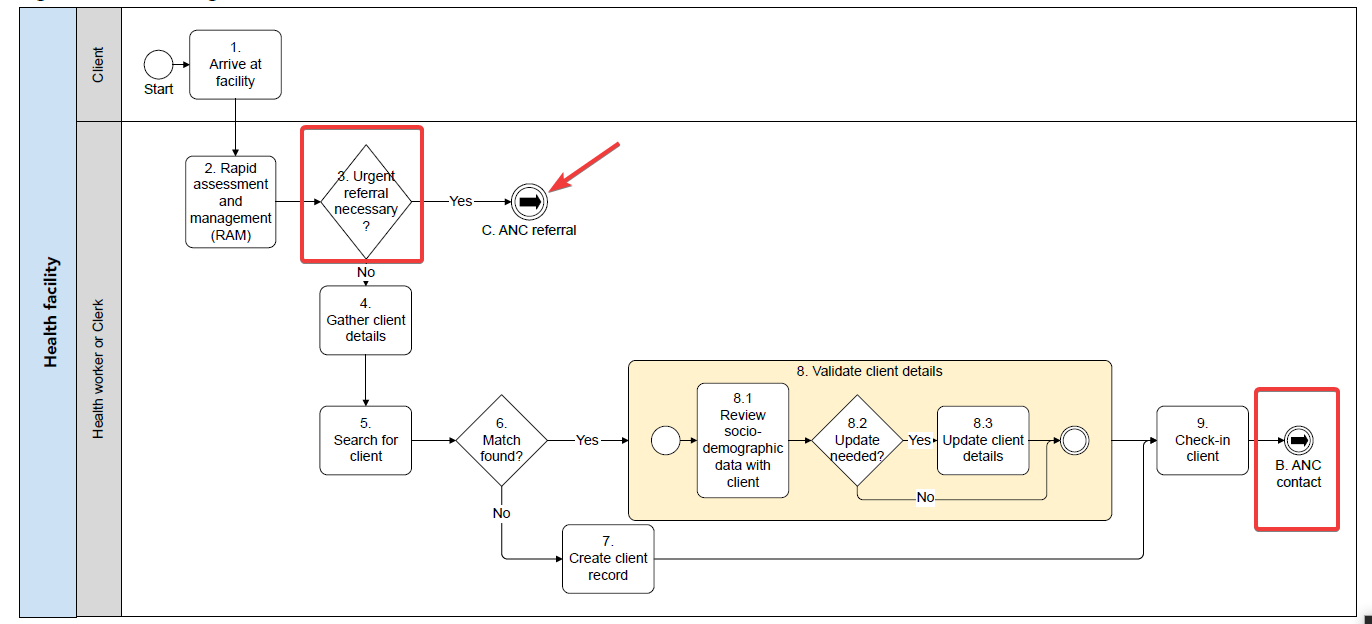 Health facility
Client
Health worker or Clerk
Start
1.
Arrive at
facility
2. Rapid
assessment
and
management
(RAM)
3. Urgent
referral
necessary
?
Yes
C. ANC referral
No
4.
Gather client
details
5.
Search for
client
6.
Match
found?
Yes
No
7.
Create client
record
8. Validate client details
8.1
Review
socio-
demographic
data with
client
8.2
Update
needed?
Yes
No
8.3
Update client
details
9.
Check-in
client
B. ANC
contact